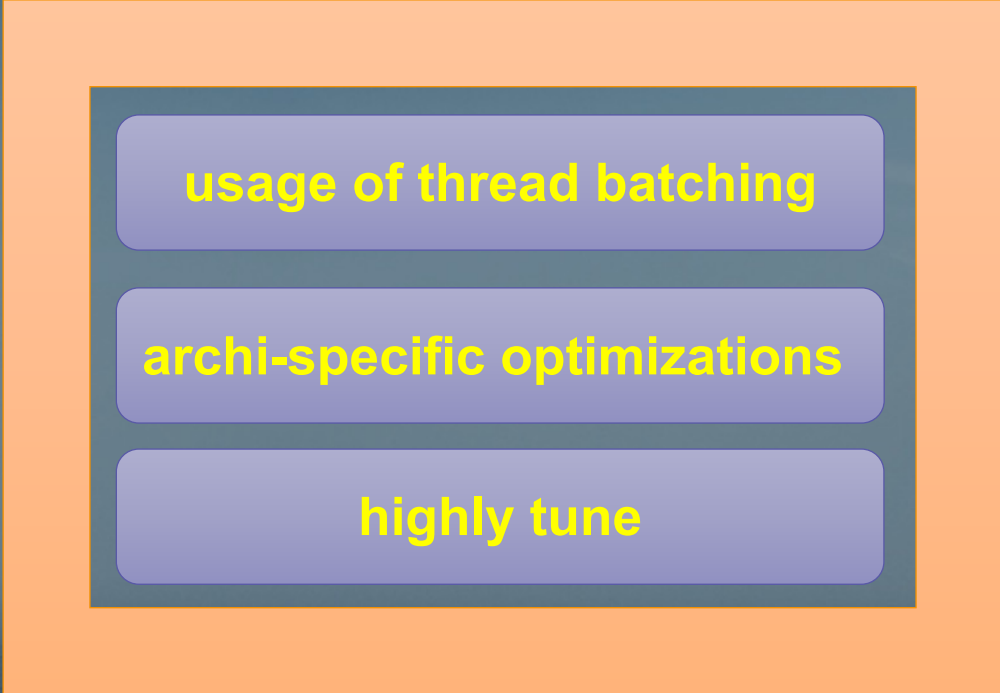 usage of thread batching
archi-specific optimizations
highly tune